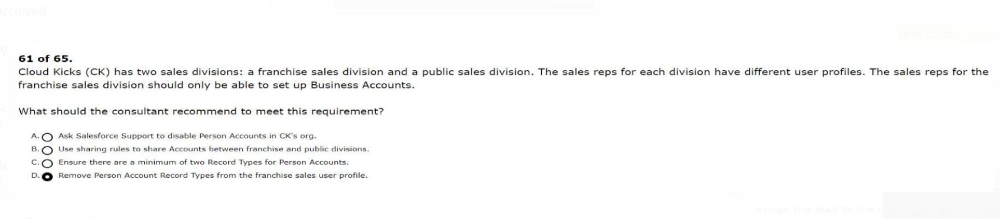 Archived
sales cloud
61 of 65.
Cloud Kicks (CK) has two sales divisions: a franchise sales division and a public sales division. The sales reps for each division have different user profiles. The sales reps for the
franchise sales division should only be able to set up Business Accounts.
What should the consultant recommend to meet this requirement?
A. Ask Salesforce Support to disable Person Accounts in CK's org.
B. Use sharing rules to share Accounts between franchise and public divisions.
C. Ensure there are a minimum of two Record Types for Person Accounts.
D. Remove Person Account Record Types from the franchise sales user profile.
assign the lead to the